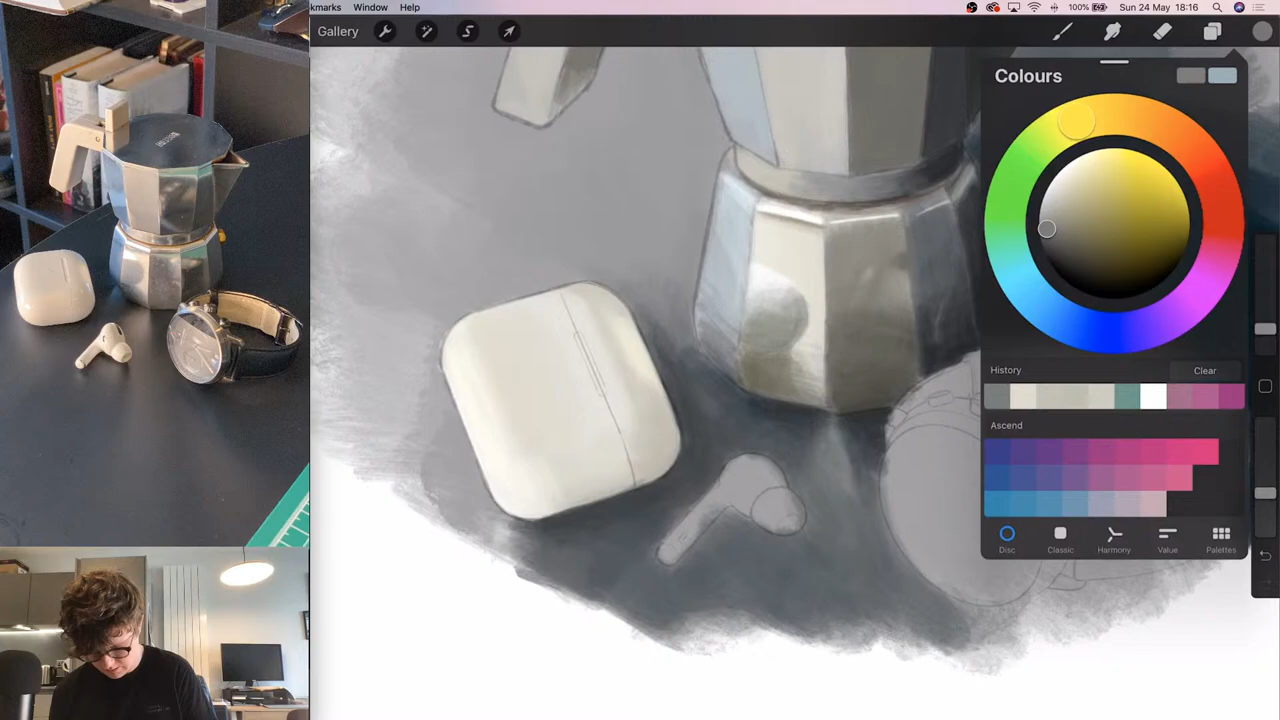 kmarks Window Help
100%
Sun 24 May 18:16
Gallery
Colours
History
Clear
Ascend
Disc
Classic
Harmony
Value
Palettes